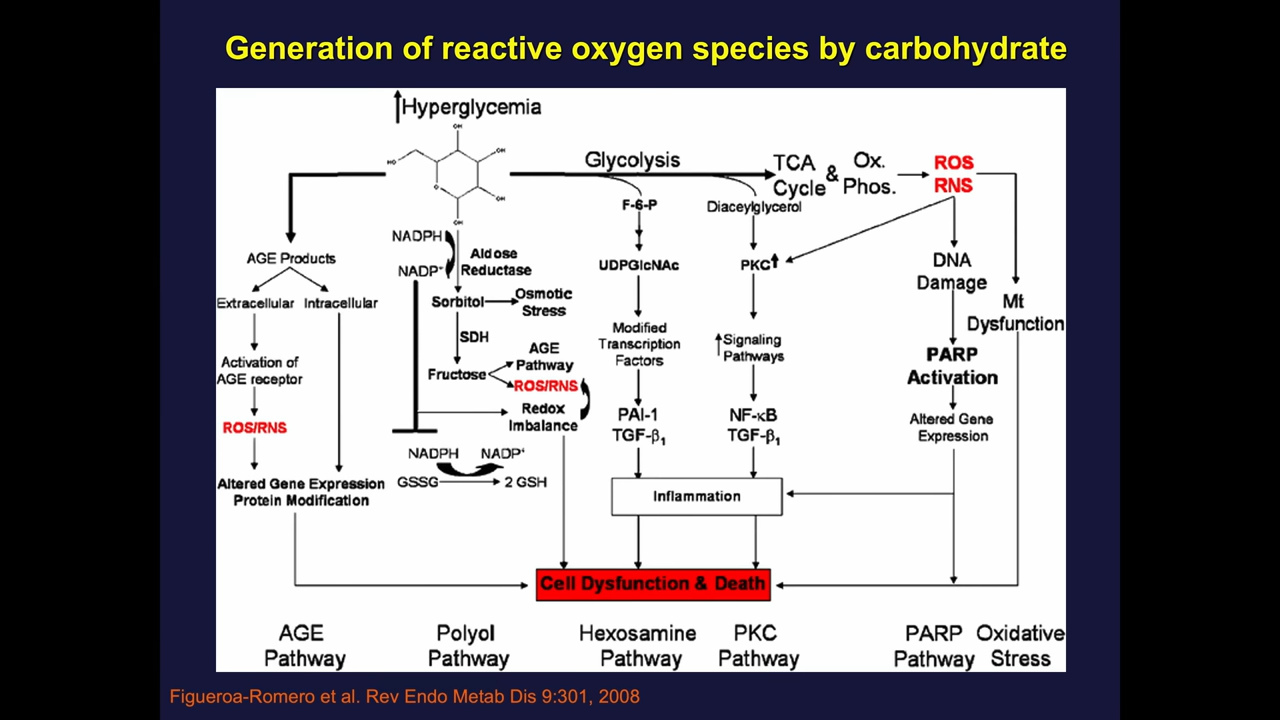 Generation of reactive oxygen species by carbohydrate
↑Hyperglycemia
OH
HO
OH
O
OH
OH
Glycolysis
TCA
Cycle
&
Ox.
Phos.
ROS
RNS
F-6-P
Diaceylglycerol
NADPH
NADP+
Aldose
Reductase
AGE Products
UDPGlcNAc
PKC↑
DNA
Damage
Extracellular
Intracellular
Sorbitol
Osmotic
Stress
Mt
Dysfunction
SDH
Modified
Transcription
Factors
↑Signaling
Pathways
Activation of
AGE receptor
Fructose
AGE
Pathway
ROS/RNS
PARP
Activation
Redox
Imbalance
PAI-1
TGF-β1
NF-κB
TGF-β1
Altered Gene
Expression
ROS/RNS
NADPH
NADP+
GSSG
2 GSH
Altered Gene Expression
Protein Modification
Inflammation
Cell Dysfunction & Death
AGE
Pathway
Polyol
Pathway
Hexosamine
Pathway
PKC
Pathway
PARP
Pathway
Oxidative
Stress
Figueroa-Romero et al. Rev Endo Metab Dis 9:301, 2008